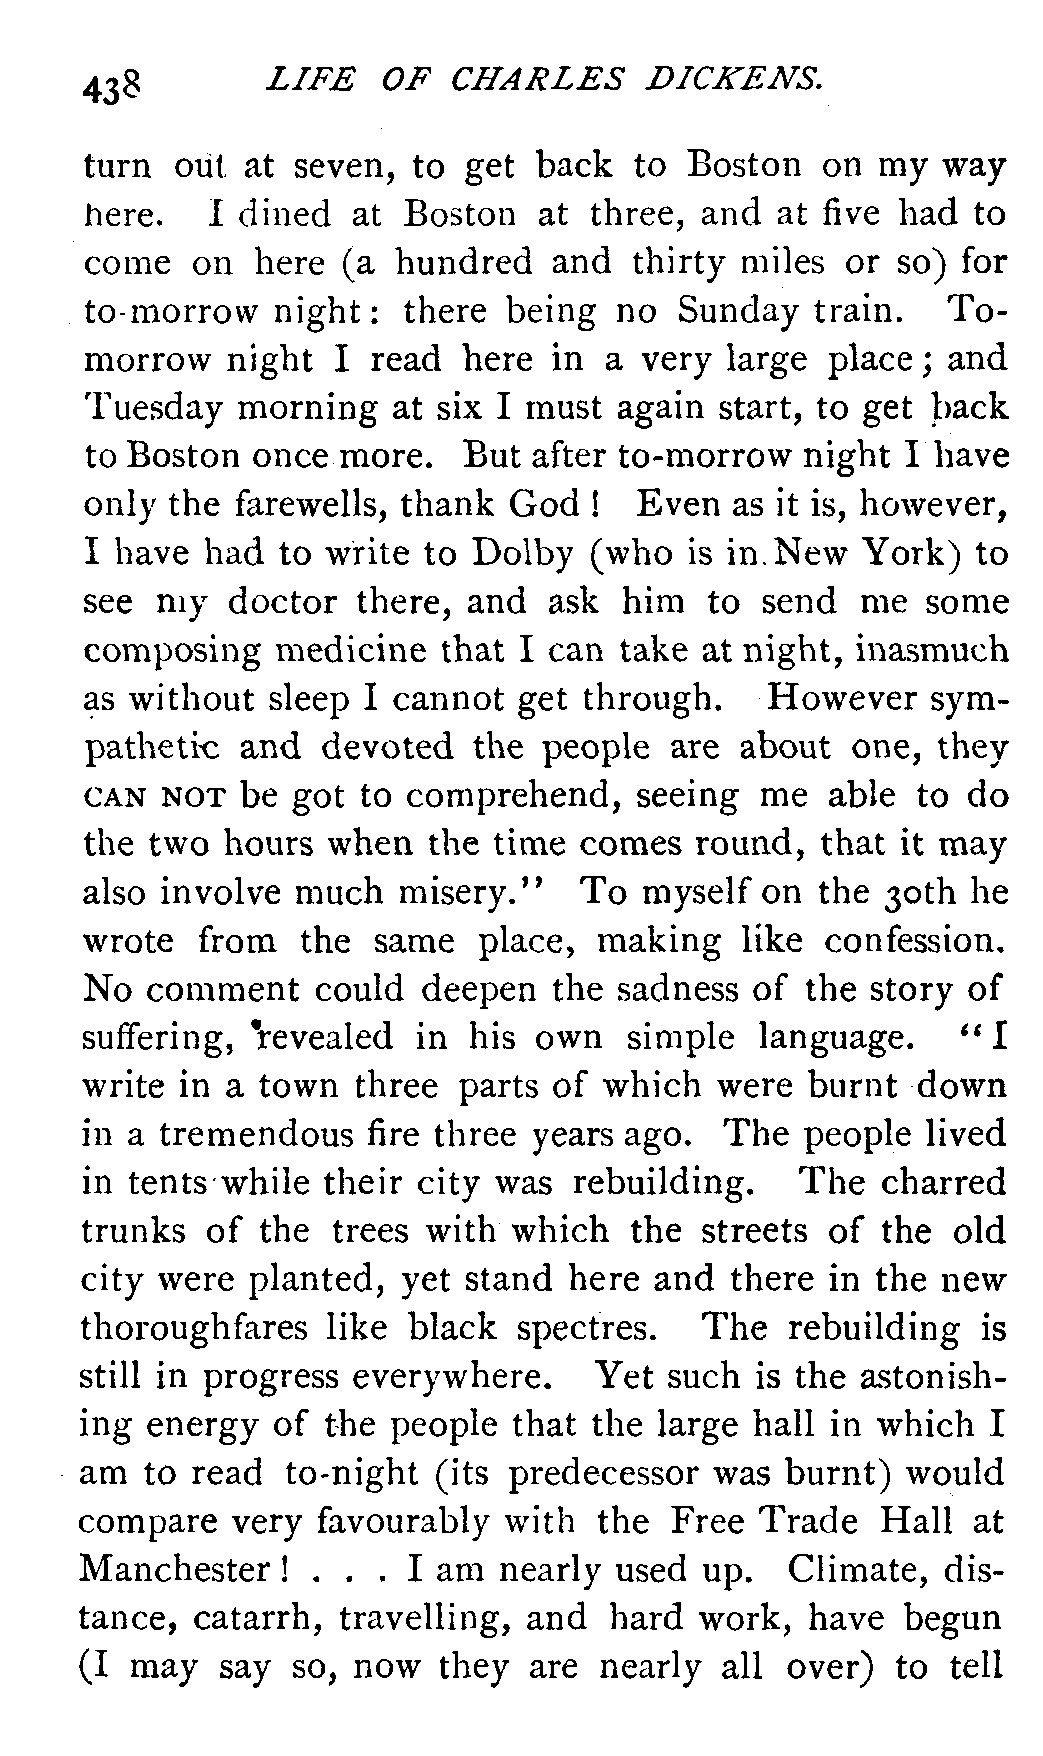 438 LIFE OF CHARLES DICKENS.
turn out at seven, to get back to Boston on my way
here. I dined at Boston at three, and at five had to
come on here (a hundred and thirty miles or so) for
to-morrow night: there being no Sunday train. To-
morrow night I read here in a very large place; and
Tuesday morning at six I must again start, to get back
to Boston once more. But after to-morrow night I have
only the farewells, thank God! Even as it is, however,
I have had to write to Dolby (who is in New York) to
see my doctor there, and ask him to send me some
composing medicine that I can take at night, inasmuch
as without sleep I cannot get through. However sym-
pathetic and devoted the people are about one, they
CAN NOT be got to comprehend, seeing me able to do
the two hours when the time comes round, that it may
also involve much misery." To myself on the 30th he
wrote from the same place, making like confession.
No comment could deepen the sadness of the story of
suffering, revealed in his own simple language. "I
write in a town three parts of which were burnt down
in a tremendous fire three years ago. The people lived
in tents while their city was rebuilding. The charred
trunks of the trees with which the streets of the old
city were planted, yet stand here and there in the new
thoroughfares like black spectres. The rebuilding is
still in progress everywhere. Yet such is the astonish-
ing energy of the people that the large hall in which I
am to read to-night (its predecessor was burnt) would
compare very favourably with the Free Trade Hall at
Manchester! . . . I am nearly used up. Climate, dis-
tance, catarrh, travelling, and hard work, have begun
(I may say so, now they are nearly all over) to tell